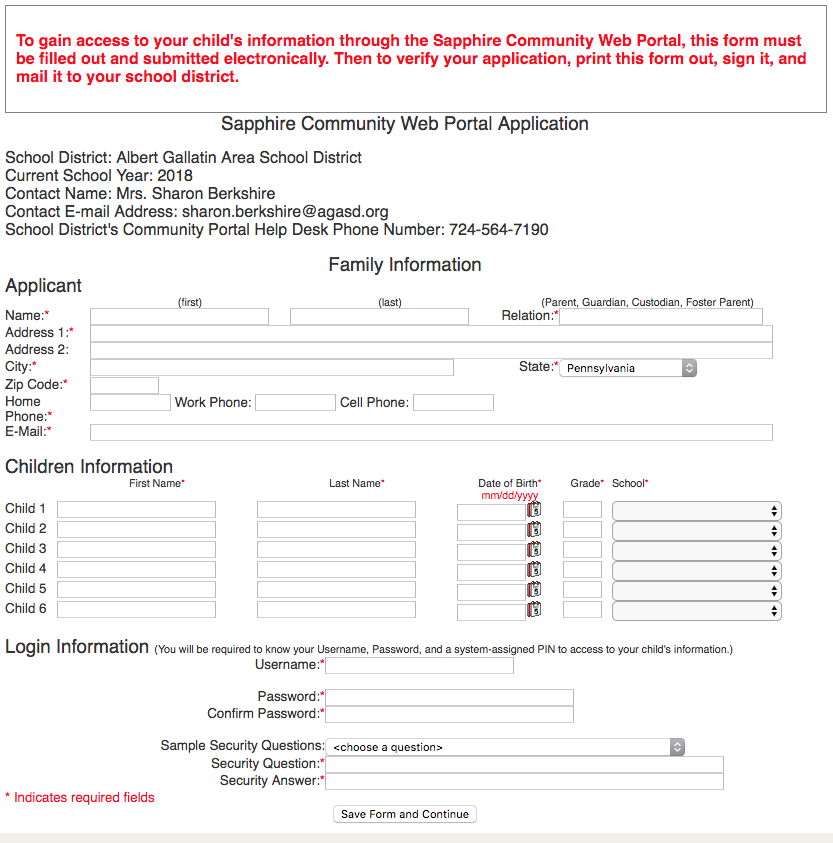 To gain access to your child's information through the Sapphire Community Web Portal, this form must
be filled out and submitted electronically. Then to verify your application, print this form out, sign it, and
mail it to your school district.
Sapphire Community Web Portal Application
School District: Albert Gallatin Area School District
Current School Year: 2018
Contact Name: Mrs. Sharon Berkshire
Contact E-mail Address: sharon.berkshire@agasd.org
School District's Community Portal Help Desk Phone Number: 724-564-7190
Family Information
Applicant
(first) (last) (Parent, Guardian, Custodian, Foster Parent)
Name:* Relation:*
Address 1:*
Address 2:
City:* State:* Pennsylvania
Zip Code:*
Home
Phone:* Work Phone: Cell Phone:
E-Mail:*
Children Information
First Name* Last Name* Date of Birth* Grade* School*
mm/dd/yyyy
Child 1
Child 2
Child 3
Child 4
Child 5
Child 6
Login Information (You will be required to know your Username, Password, and a system-assigned PIN to access to your child's information.)
Username:*
Password:*
Confirm Password:*
Sample Security Questions: <choose a question>
Security Question:*
Security Answer:*
* Indicates required fields
Save Form and Continue